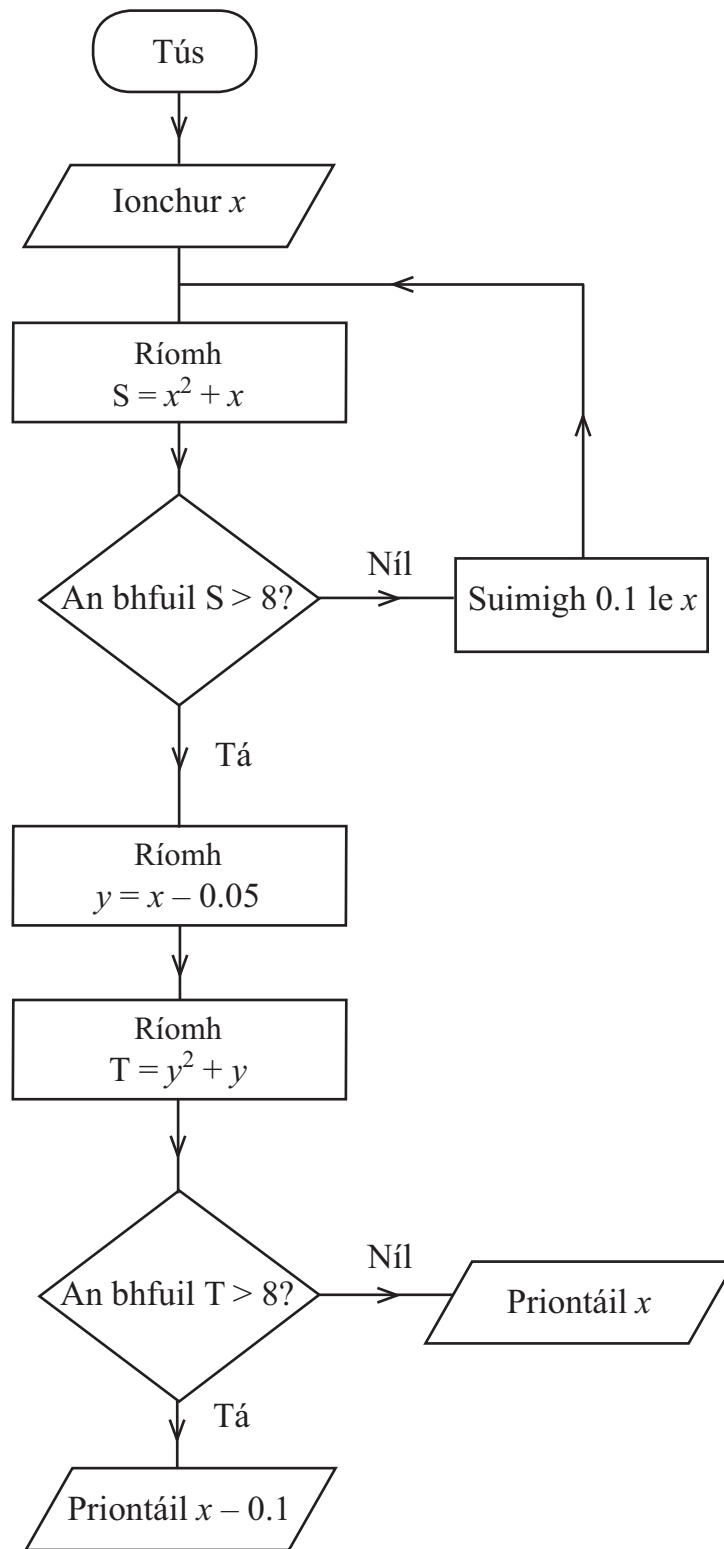 Tús
Ionchur x
Ríomh
S = x² + x
An bhfuil S > 8?
Níl
Suimigh 0.1 le x
Tá
Ríomh
y = x – 0.05
Ríomh
T = y² + y
An bhfuil T > 8?
Níl
Priontáil x
Tá
Priontáil x – 0.1